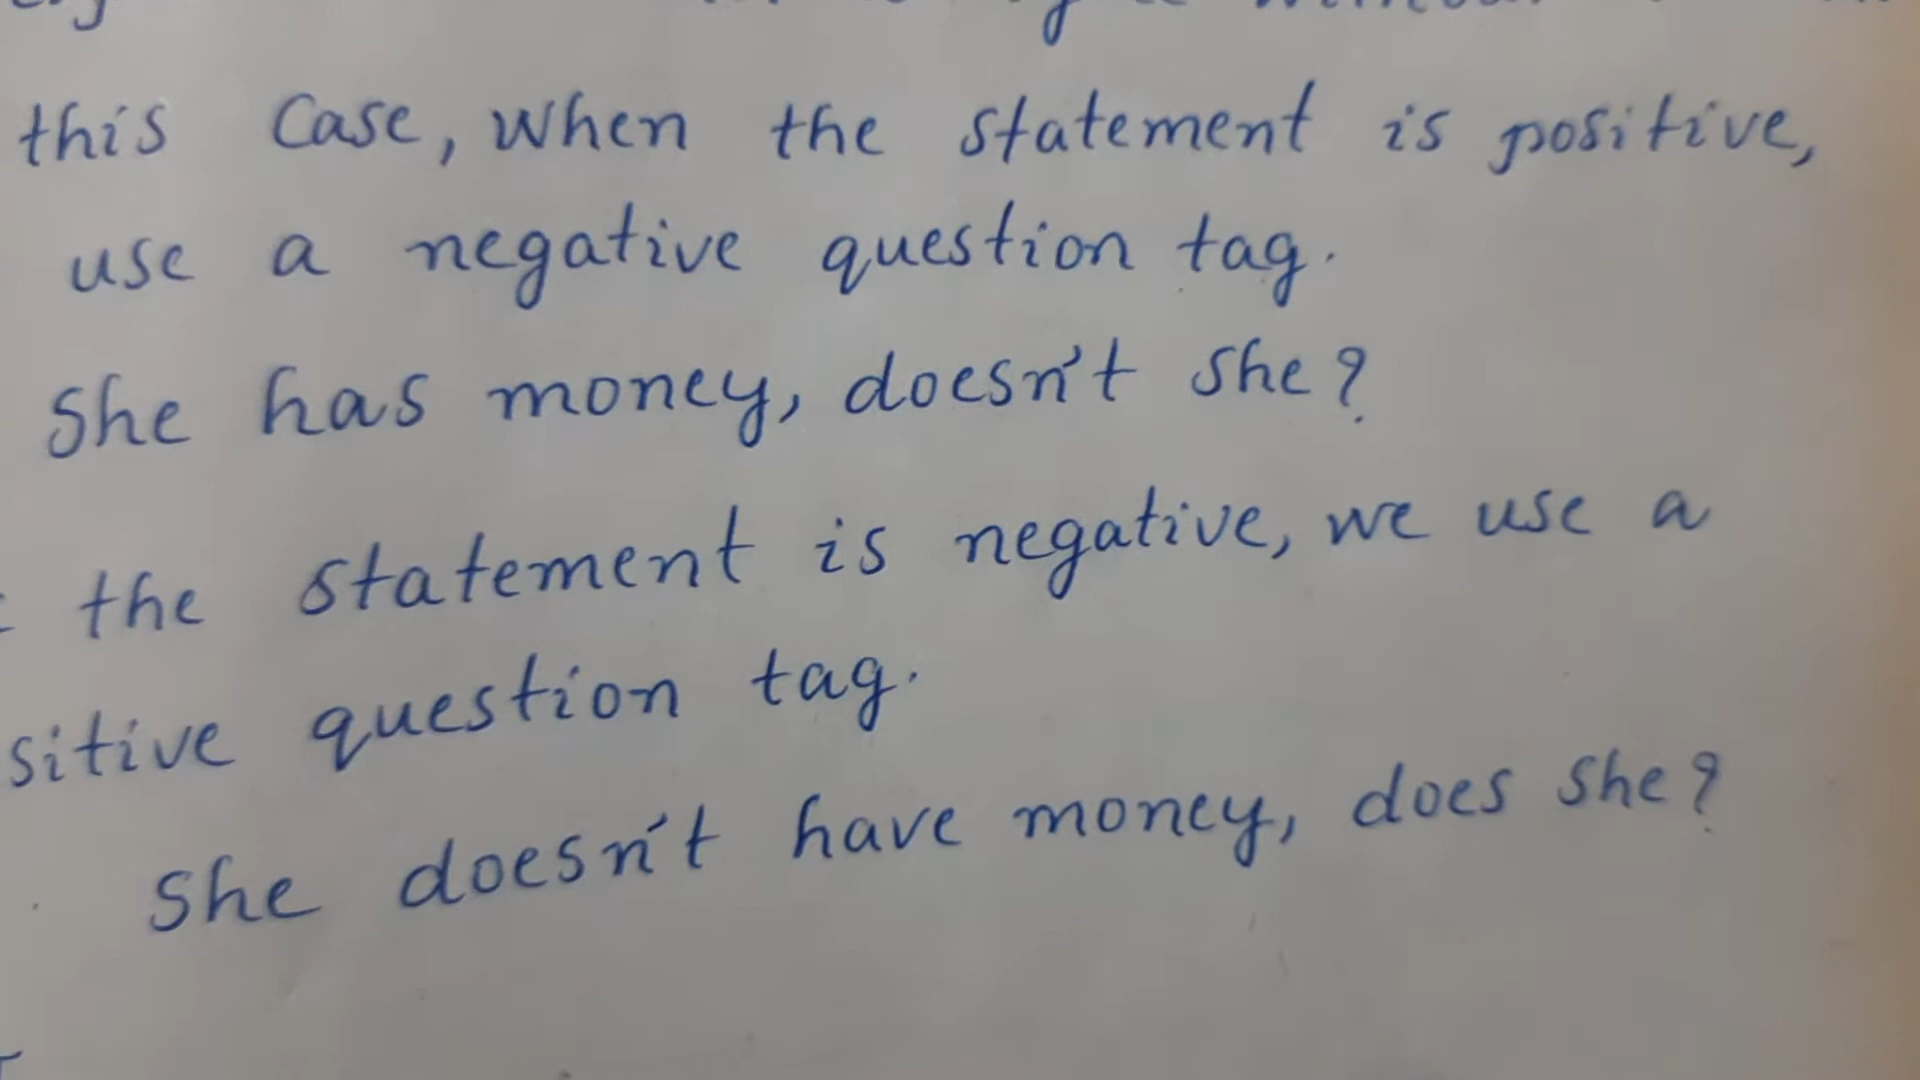 this Case, When the statement is positive,
use a negative question tag.
She has money, doesn't she?
the statement is negative, we use a
sitive question tag.
She doesn't have money, does she?